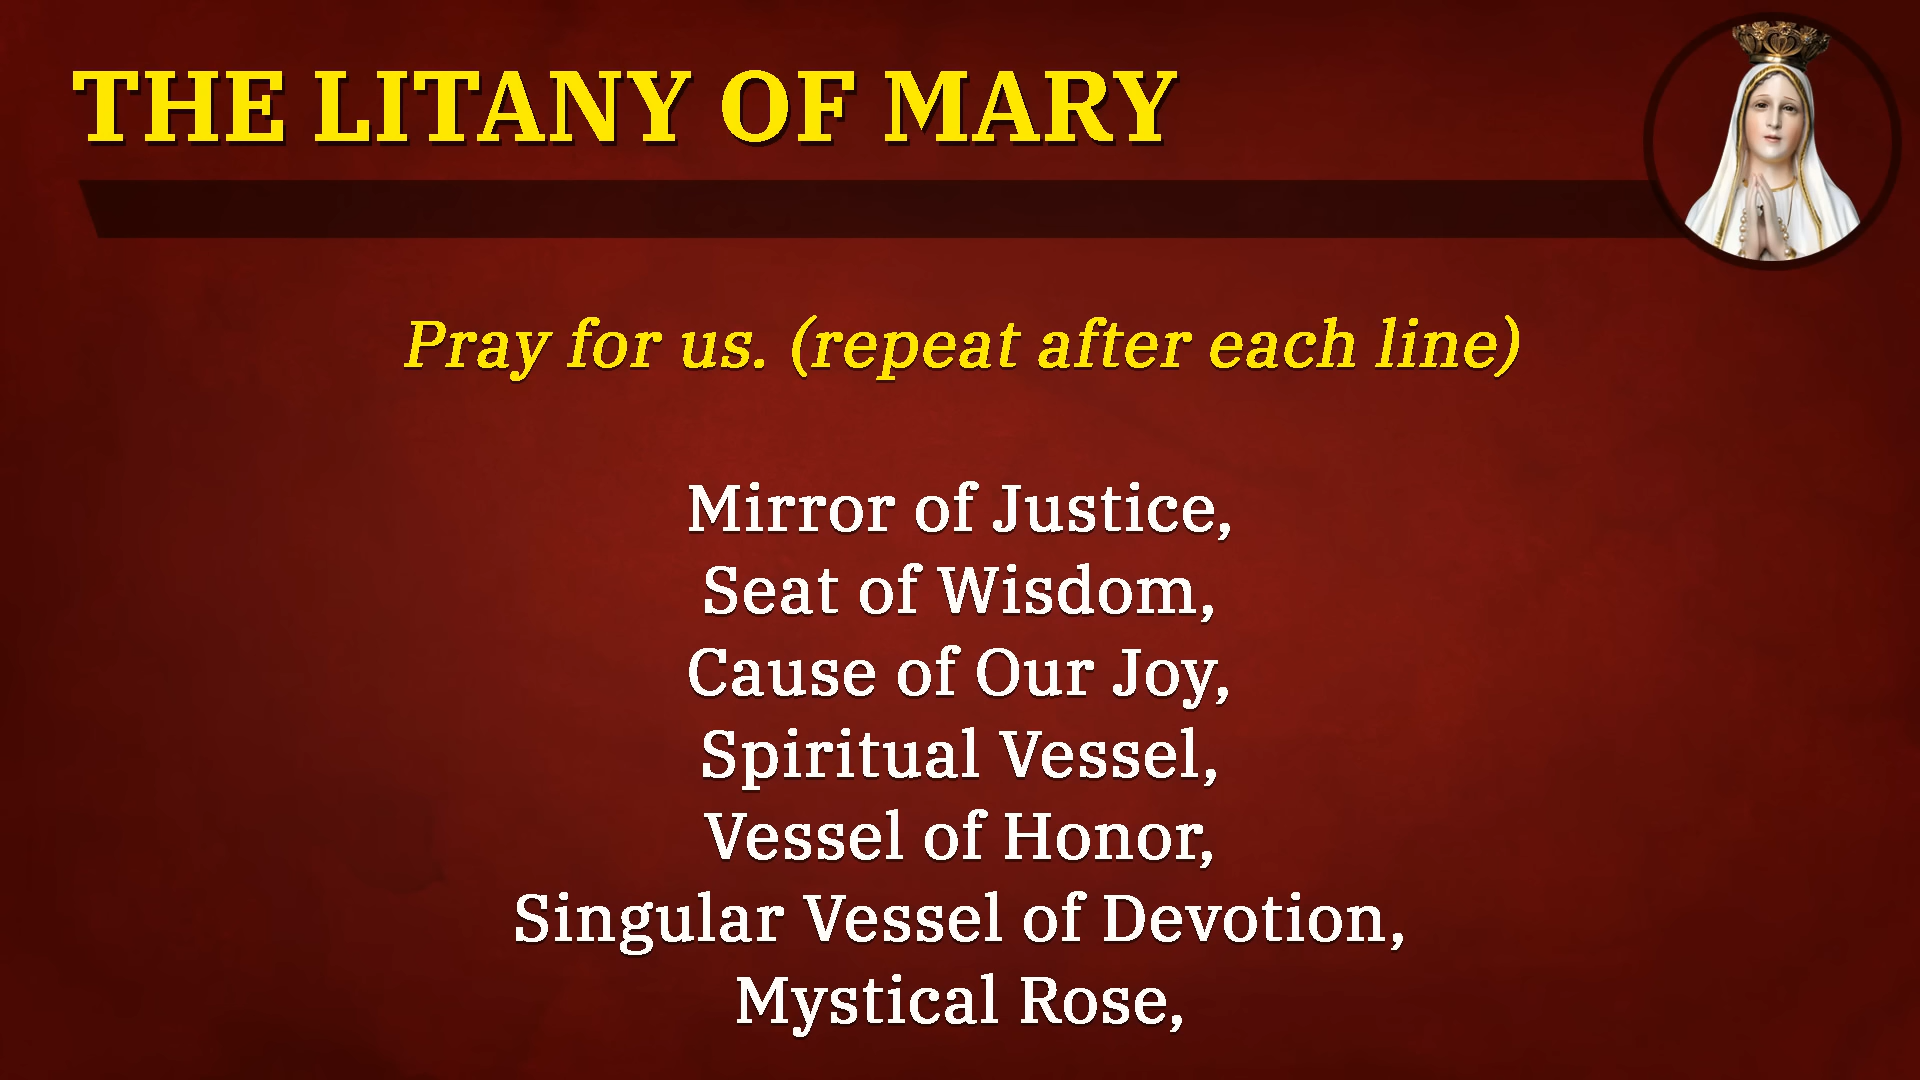 THE LITANY OF MARY
Pray for us. (repeat after each line)
Mirror of Justice,
Seat of Wisdom,
Cause of Our Joy,
Spiritual Vessel,
Vessel of Honor,
Singular Vessel of Devotion,
Mystical Rose,